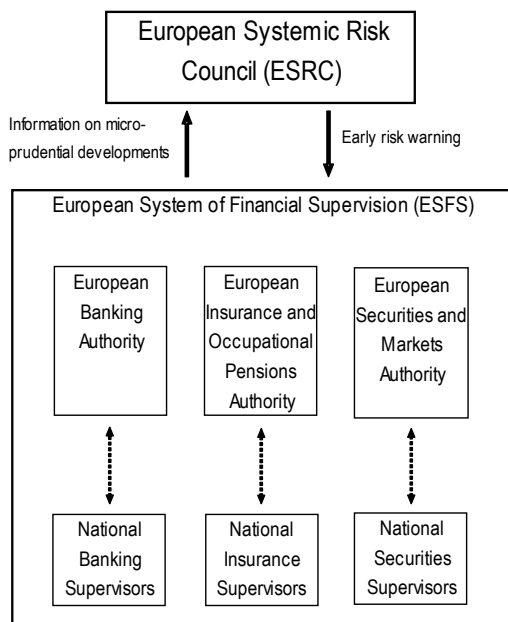 European Systemic Risk
Council (ESRC)
Information on micro-
prudential developments
Early risk warning
European System of Financial Supervision (ESFS)
European
Banking
Authority
European
Insurance and
Occupational
Pensions
Authority
European
Securities and
Markets
Authority
National
Banking
Supervisors
National
Insurance
Supervisors
National
Securities
Supervisors